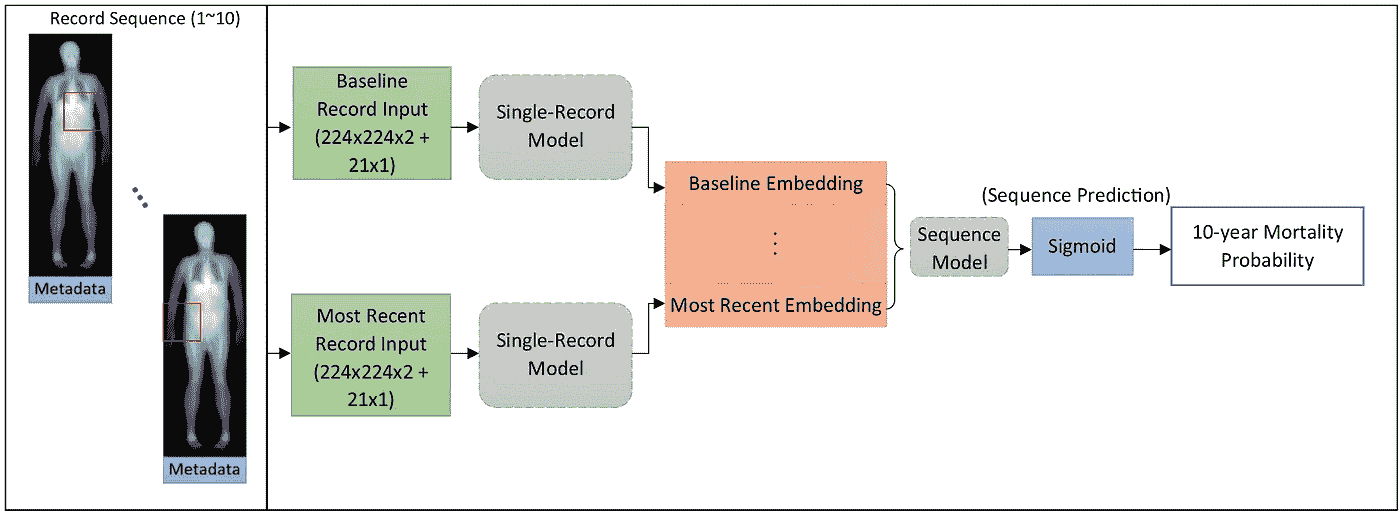 Record Sequence (1~10)
Metadata
Metadata
Baseline
Record Input
(224x224x2 +
21x1)
Single-Record
Model
Most Recent
Record Input
(224x224x2 +
21x1)
Single-Record
Model
Baseline Embedding
⋮
Most Recent Embedding
Sequence
Model
(Sequence Prediction)
Sigmoid
10-year Mortality
Probability